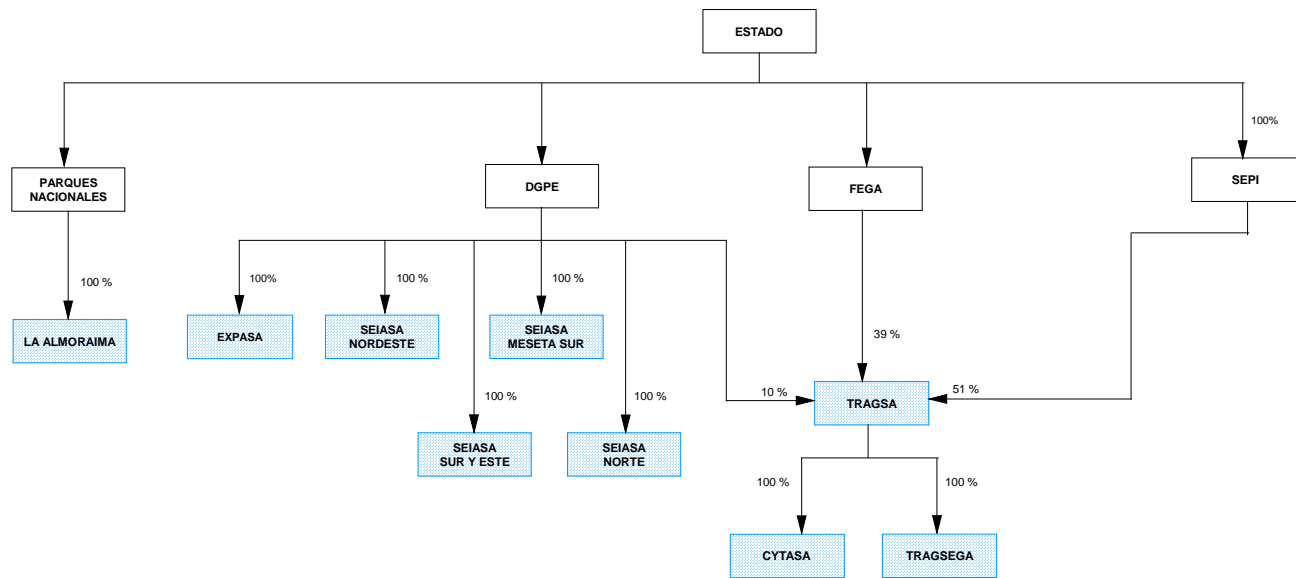 ESTADO
100%
PARQUES
NACIONALES
DGPE
FEGA
SEPI
100 %
100%
100 %
100 %
LA ALMORAIMA
EXPASA
SEIASA
NORDESTE
SEIASA
MESETA SUR
39 %
100 %
100 %
10 %
TRAGSA
51 %
SEIASA
SUR Y ESTE
SEIASA
NORTE
100 %
100 %
CYTASA
TRAGSEGA